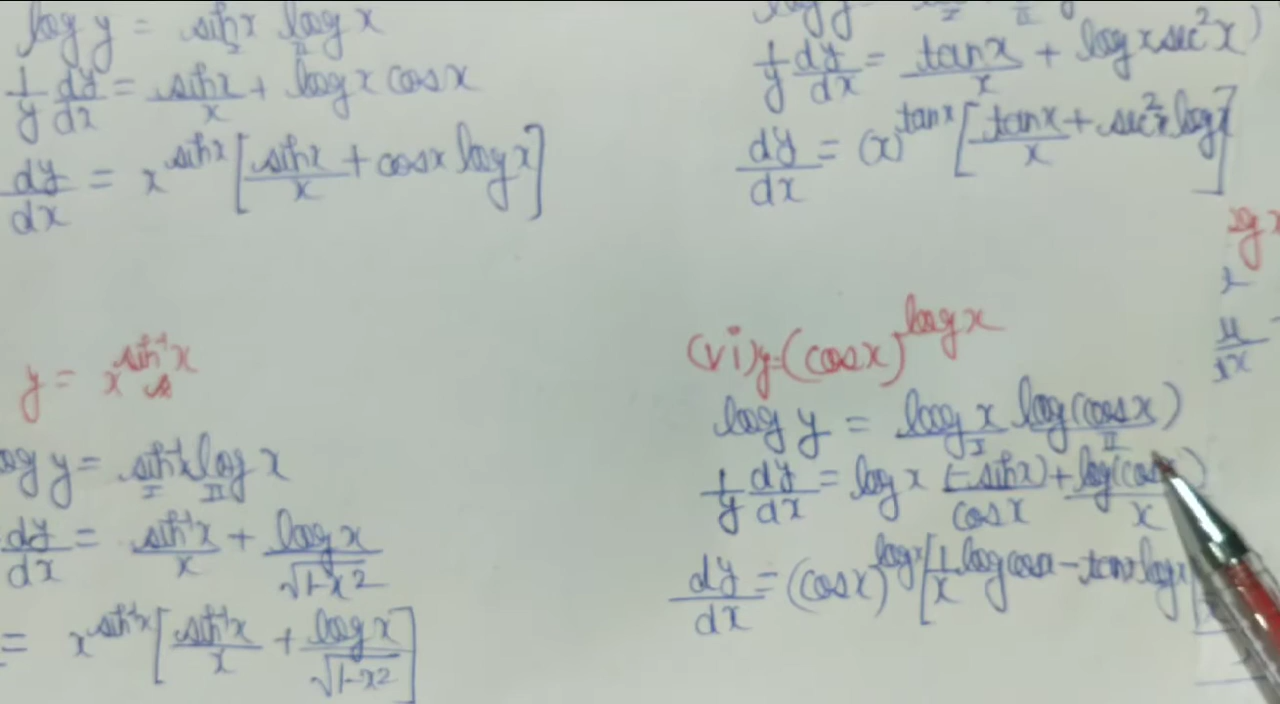 log y = sin x log x
I II
1/y dy/dx = sin x/x + log x cos x
dy/dx = x^sin x [sin x/x + cos x log x]
1/y dy/dx = tan x/x + log x sec²x)
dy/dx = (x)^tan x [tan x/x + sec²x log x]
y = x^sin⁻¹x
log y = sin⁻¹x log x
I II
dy/dx = sin⁻¹x/x + log x/√1-x²
= x^sin⁻¹x [sin⁻¹x/x + log x/√1-x²]
(vi) y = (cos x)^log x
log y = log x log(cos x)
I II
1/y dy/dx = log x (-sin x)/cos x + log(cos x)/x
dy/dx = (cos x)^log x [1/x log cos x - tan x log x]